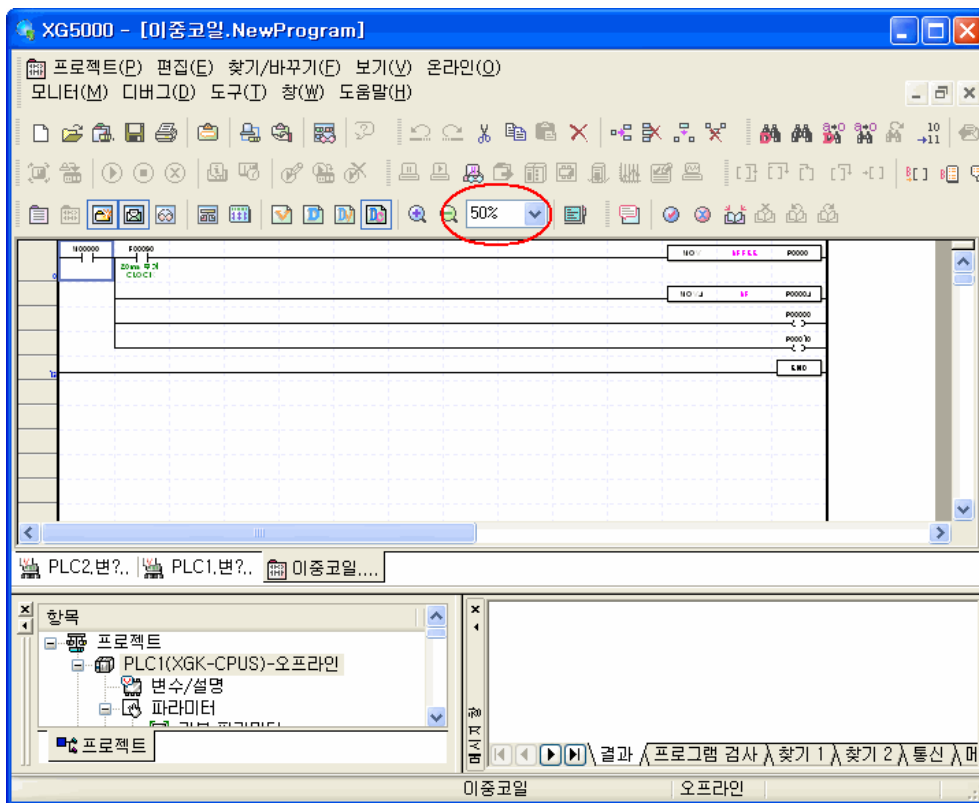 XG5000 - [이중코일.NewProgram]
프로젝트(P) 편집(E) 찾기/바꾸기(F) 보기(V) 온라인(O)
모니터(M) 디버그(D) 도구(T) 창(W) 도움말(H)
50%
P0000
P00000
END
PLC2,변?.. PLC1,변?.. 이중코일....
항목
프로젝트
PLC1(XGK-CPUS)-오프라인
변수/설명
파라미터
프로젝트
결과 프로그램 검사 찾기 1 찾기 2 통신
이중코일 오프라인